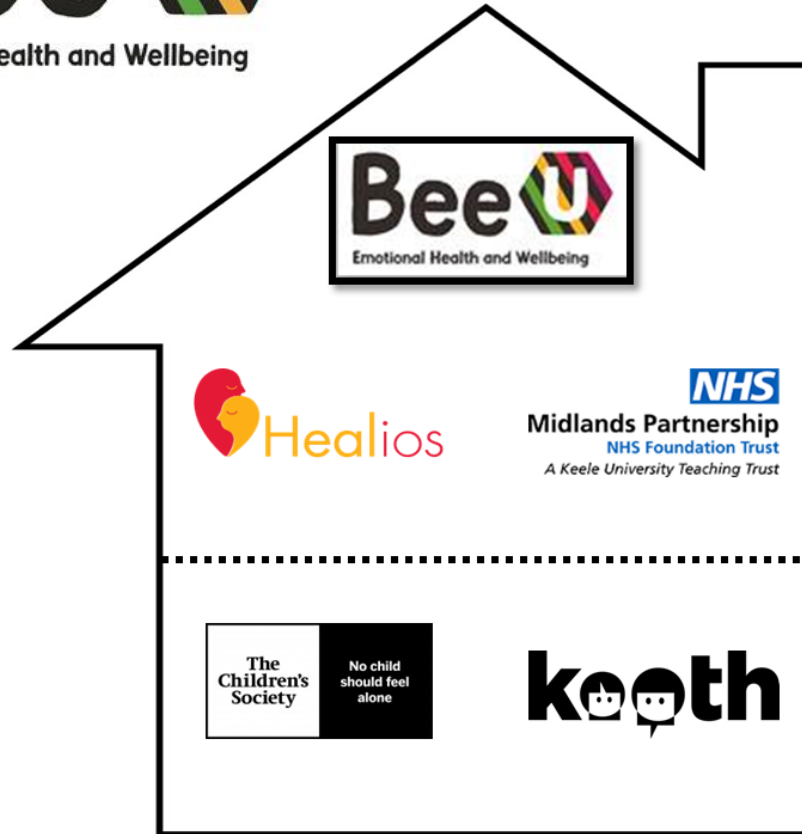 ealth and Wellbeing
Bee U
Emotional Health and Wellbeing
Healios
NHS
Midlands Partnership
NHS Foundation Trust
A Keele University Teaching Trust
The
Children's
Society
No child
should feel
alone
kooth